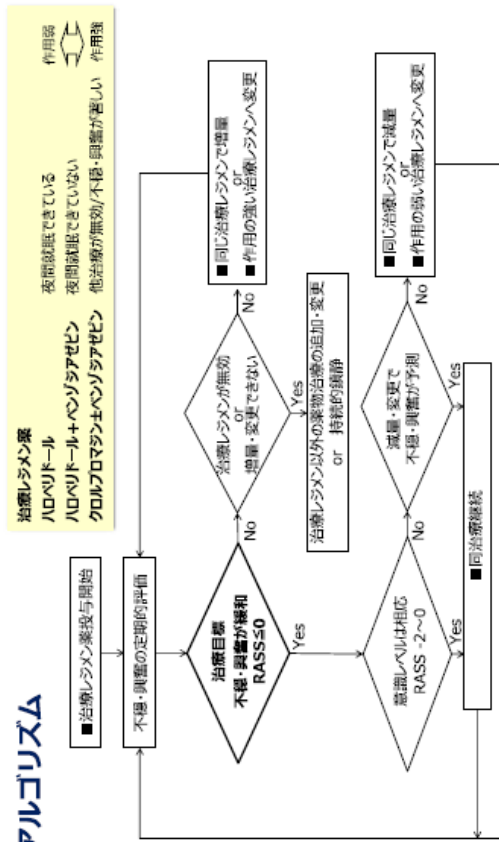 アルゴリズム
治療レジメン薬
ハロペリドール 夜間就眠できている 作用弱
ハロペリドール+ベンゾジアゼピン 夜間就眠できていない
クロルプロマジン±ベンゾジアゼピン 他治療が無効/不穏・興奮が著しい 作用強
■治療レジメン薬投与開始
不穏・興奮の定期的評価
治療目標
不穏・興奮が緩和
RASS≦0
No
治療レジメンが無効
or
増量・変更できない
No
■同じ治療レジメンで増量
or
■作用の強い治療レジメンへ変更
Yes
治療レジメン以外の薬物治療の追加・変更
or 持続的鎮静
Yes
意識レベルは相応
RASS -2～0
No
減量・変更で
不穏・興奮が予測
No
■同じ治療レジメンで減量
or
■作用の弱い治療レジメンへ変更
Yes
Yes
■同治療継続